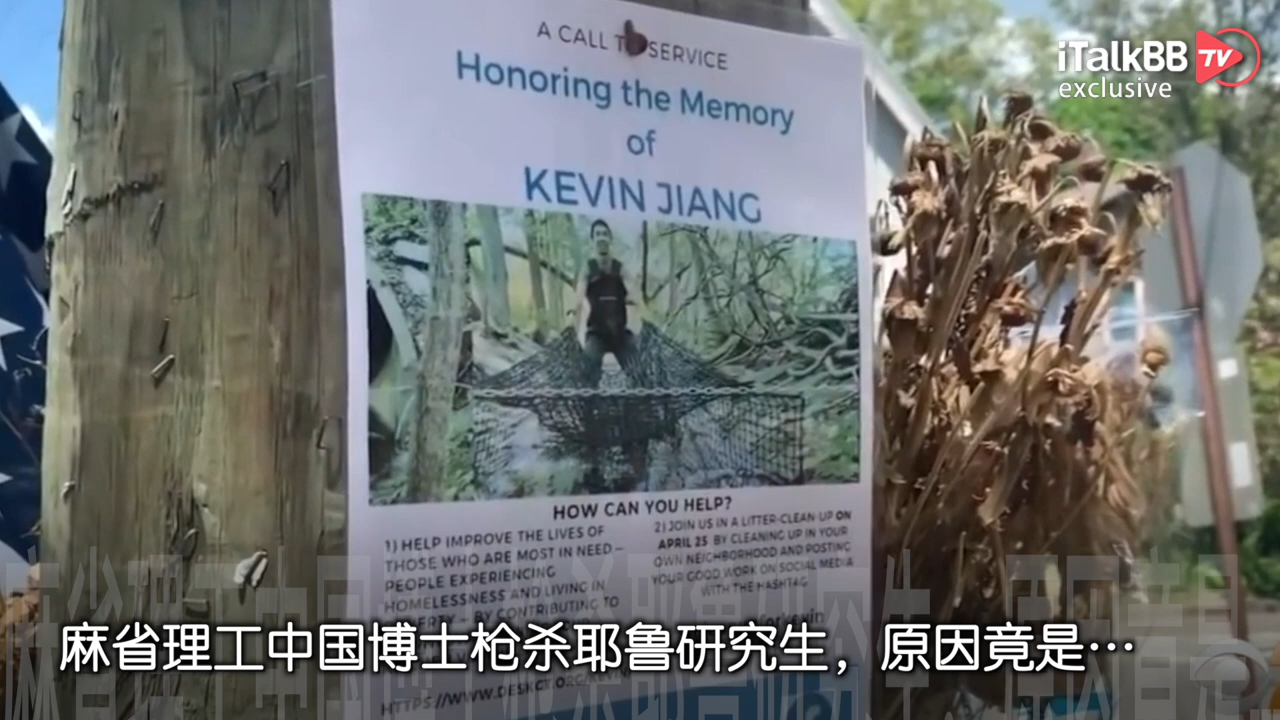 iTalkBB TV
exclusive
A CALL TO SERVICE
Honoring the Memory
of
KEVIN JIANG
HOW CAN YOU HELP?
1) HELP IMPROVE THE LIVES OF
THOSE WHO ARE MOST IN NEED –
PEOPLE EXPERIENCING
HOMELESSNESS AND LIVING IN
BY CONTRIBUTING TO
2) JOIN US IN A LITTER-CLEAN-UP ON
APRIL 25 BY CLEANING UP IN YOUR
OWN NEIGHBORHOOD AND POSTING
YOUR GOOD WORK ON SOCIAL MEDIA
WITH THE HASHTAG
麻省理工中国博士枪杀耶鲁研究生，原因竟是…